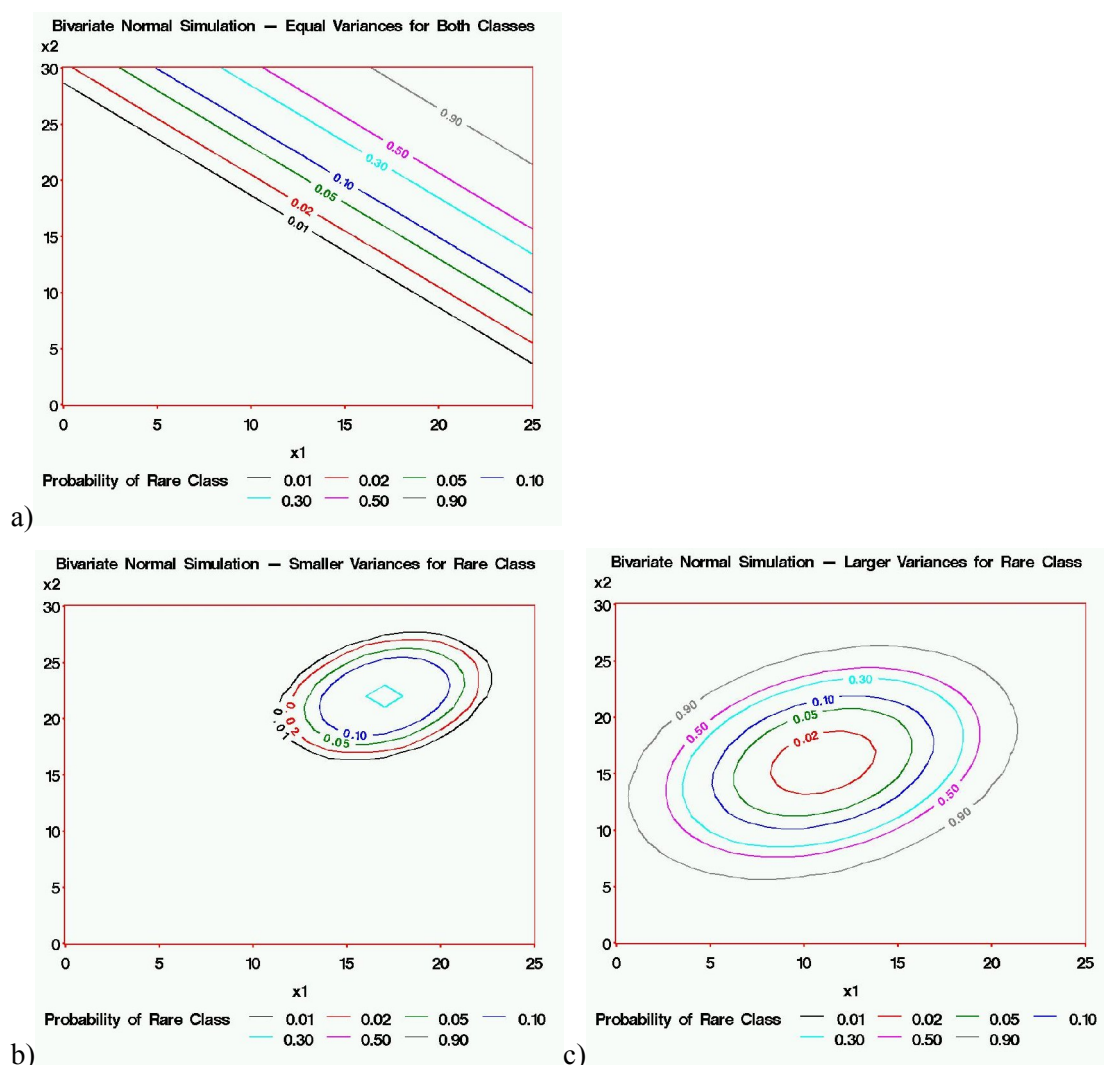 Bivariate Normal Simulation — Equal Variances for Both Classes
x2
30
25
20
15
10
5
0
0.90
0.50
0.30
0.10
0.05
0.02
0.01
0 5 10 15 20 25
x1
Probability of Rare Class 0.01 0.02 0.05 0.10
0.30 0.50 0.90
a)
Bivariate Normal Simulation — Smaller Variances for Rare Class
x2
30
25
20
15
10
5
0
0.02
0.01
0.05
0.10
0 5 10 15 20 25
x1
Probability of Rare Class 0.01 0.02 0.05 0.10
0.30 0.50 0.90
b)
Bivariate Normal Simulation — Larger Variances for Rare Class
x2
30
25
20
15
10
5
0
0.90
0.50
0.30
0.10
0.05
0.02
0.30
0.50
0.90
0 5 10 15 20 25
x1
Probability of Rare Class 0.01 0.02 0.05 0.10
0.30 0.50 0.90
c)